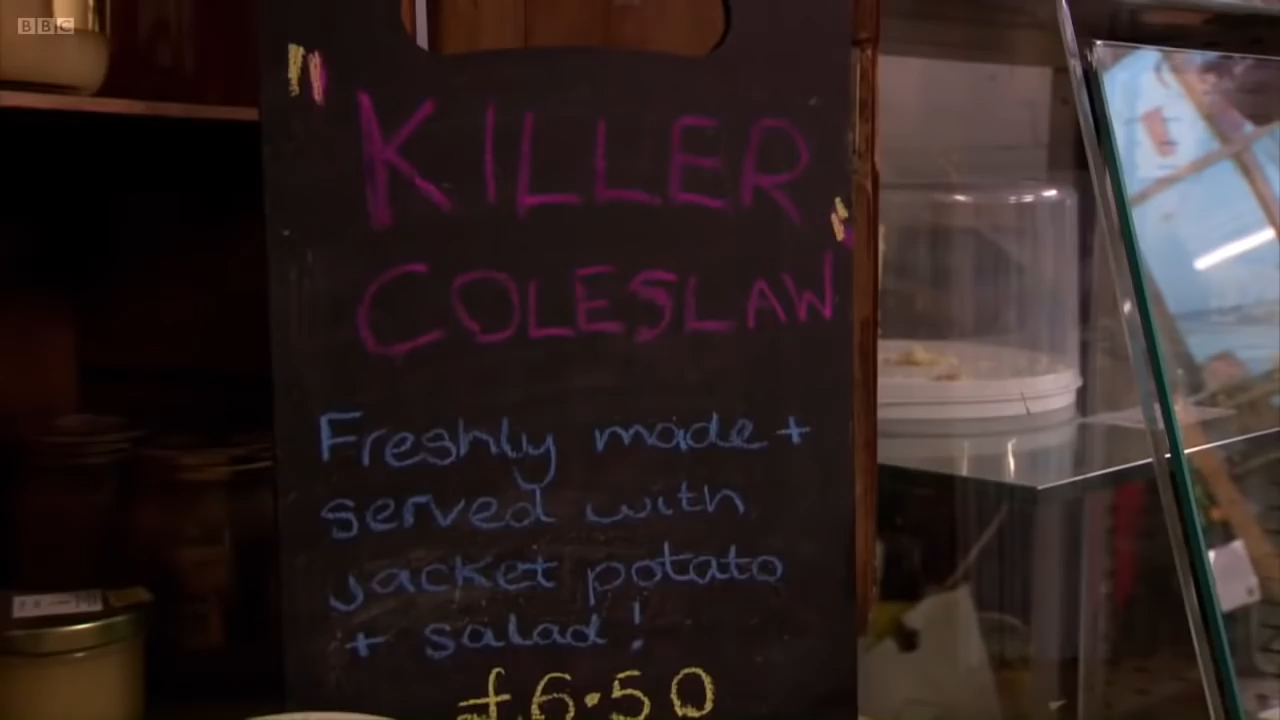 BBC
" KILLER
COLESLAW "
Freshly made +
served with
jacket potato
+ salad!
£6.50